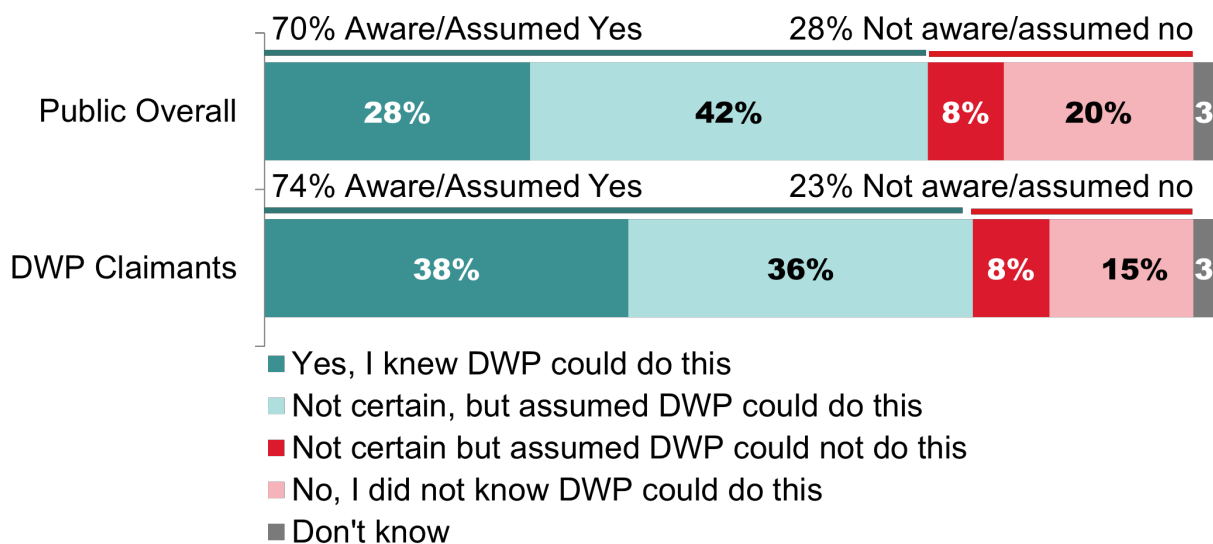 70% Aware/Assumed Yes 28% Not aware/assumed no
Public Overall 28% 42% 8% 20% 3
74% Aware/Assumed Yes 23% Not aware/assumed no
DWP Claimants 38% 36% 8% 15% 3
Yes, I knew DWP could do this
Not certain, but assumed DWP could do this
Not certain but assumed DWP could not do this
No, I did not know DWP could do this
Don't know